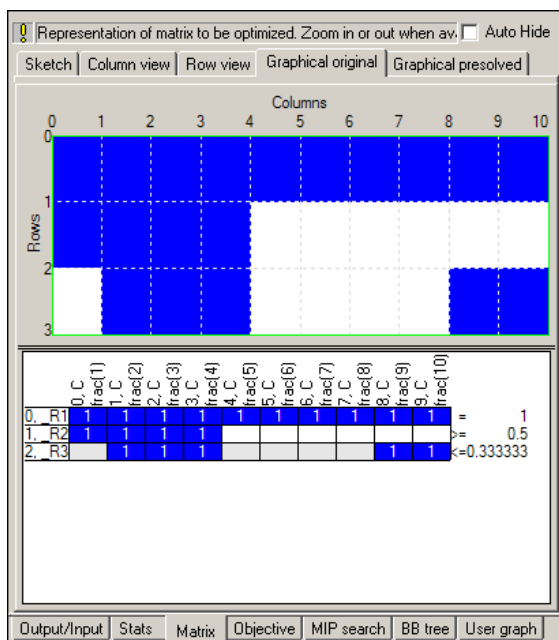 Representation of matrix to be optimized. Zoom in or out when av. Auto Hide
Sketch Column view Row view Graphical original Graphical presolved
Columns
0 1 2 3 4 5 6 7 8 9 10
0
1
Rows
2
3
0, C frac(1) 1, C frac(2) 2, C frac(3) 3, C frac(4) 4, C frac(5) 5, C frac(6) 6, C frac(7) 7, C frac(8) 8, C frac(9) 9, C frac(10)
0, _R1 1 1 1 1 1 1 1 1 1 1 = 1
1, _R2 1 1 1 1 >= 0.5
2, _R3 1 1 1 1 1 <=0.333333
Output/Input Stats Matrix Objective MIP search BB tree User graph